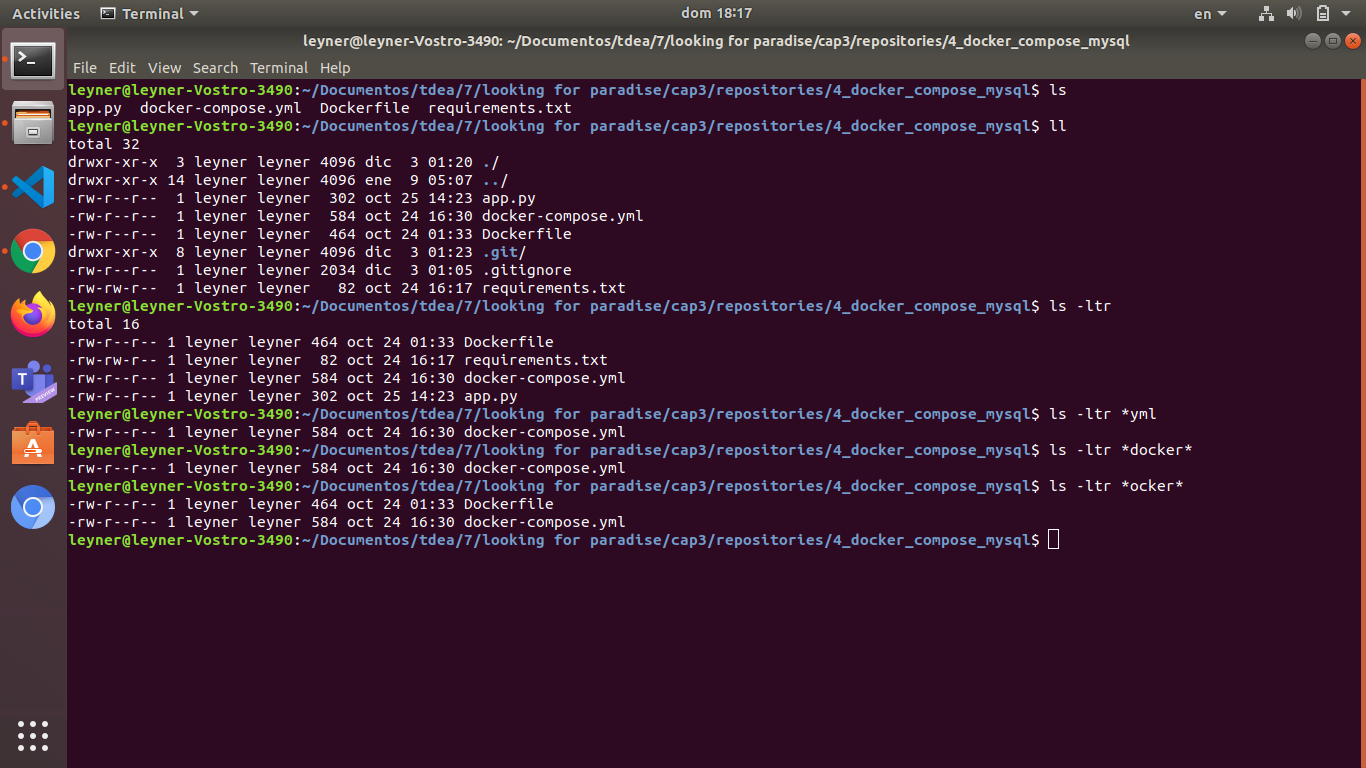 Activities Terminal dom 18:17 en
leyner@leyner-Vostro-3490: ~/Documentos/tdea/7/looking for paradise/cap3/repositories/4_docker_compose_mysql
File Edit View Search Terminal Help
leyner@leyner-Vostro-3490:~/Documentos/tdea/7/looking for paradise/cap3/repositories/4_docker_compose_mysql$ ls
app.py  docker-compose.yml  Dockerfile  requirements.txt
leyner@leyner-Vostro-3490:~/Documentos/tdea/7/looking for paradise/cap3/repositories/4_docker_compose_mysql$ ll
total 32
drwxr-xr-x  3 leyner leyner 4096 dic  3 01:20 ./
drwxr-xr-x 14 leyner leyner 4096 ene  9 05:07 ../
-rw-r--r--  1 leyner leyner  302 oct 25 14:23 app.py
-rw-r--r--  1 leyner leyner  584 oct 24 16:30 docker-compose.yml
-rw-r--r--  1 leyner leyner  464 oct 24 01:33 Dockerfile
drwxr-xr-x  8 leyner leyner 4096 dic  3 01:23 .git/
-rw-r--r--  1 leyner leyner 2034 dic  3 01:05 .gitignore
-rw-rw-r--  1 leyner leyner   82 oct 24 16:17 requirements.txt
leyner@leyner-Vostro-3490:~/Documentos/tdea/7/looking for paradise/cap3/repositories/4_docker_compose_mysql$ ls -ltr
total 16
-rw-r--r-- 1 leyner leyner 464 oct 24 01:33 Dockerfile
-rw-rw-r-- 1 leyner leyner  82 oct 24 16:17 requirements.txt
-rw-r--r-- 1 leyner leyner 584 oct 24 16:30 docker-compose.yml
-rw-r--r-- 1 leyner leyner 302 oct 25 14:23 app.py
leyner@leyner-Vostro-3490:~/Documentos/tdea/7/looking for paradise/cap3/repositories/4_docker_compose_mysql$ ls -ltr *yml
-rw-r--r-- 1 leyner leyner 584 oct 24 16:30 docker-compose.yml
leyner@leyner-Vostro-3490:~/Documentos/tdea/7/looking for paradise/cap3/repositories/4_docker_compose_mysql$ ls -ltr *docker*
-rw-r--r-- 1 leyner leyner 584 oct 24 16:30 docker-compose.yml
leyner@leyner-Vostro-3490:~/Documentos/tdea/7/looking for paradise/cap3/repositories/4_docker_compose_mysql$ ls -ltr *ocker*
-rw-r--r-- 1 leyner leyner 464 oct 24 01:33 Dockerfile
-rw-r--r-- 1 leyner leyner 584 oct 24 16:30 docker-compose.yml
leyner@leyner-Vostro-3490:~/Documentos/tdea/7/looking for paradise/cap3/repositories/4_docker_compose_mysql$
T
PREVIEW
A